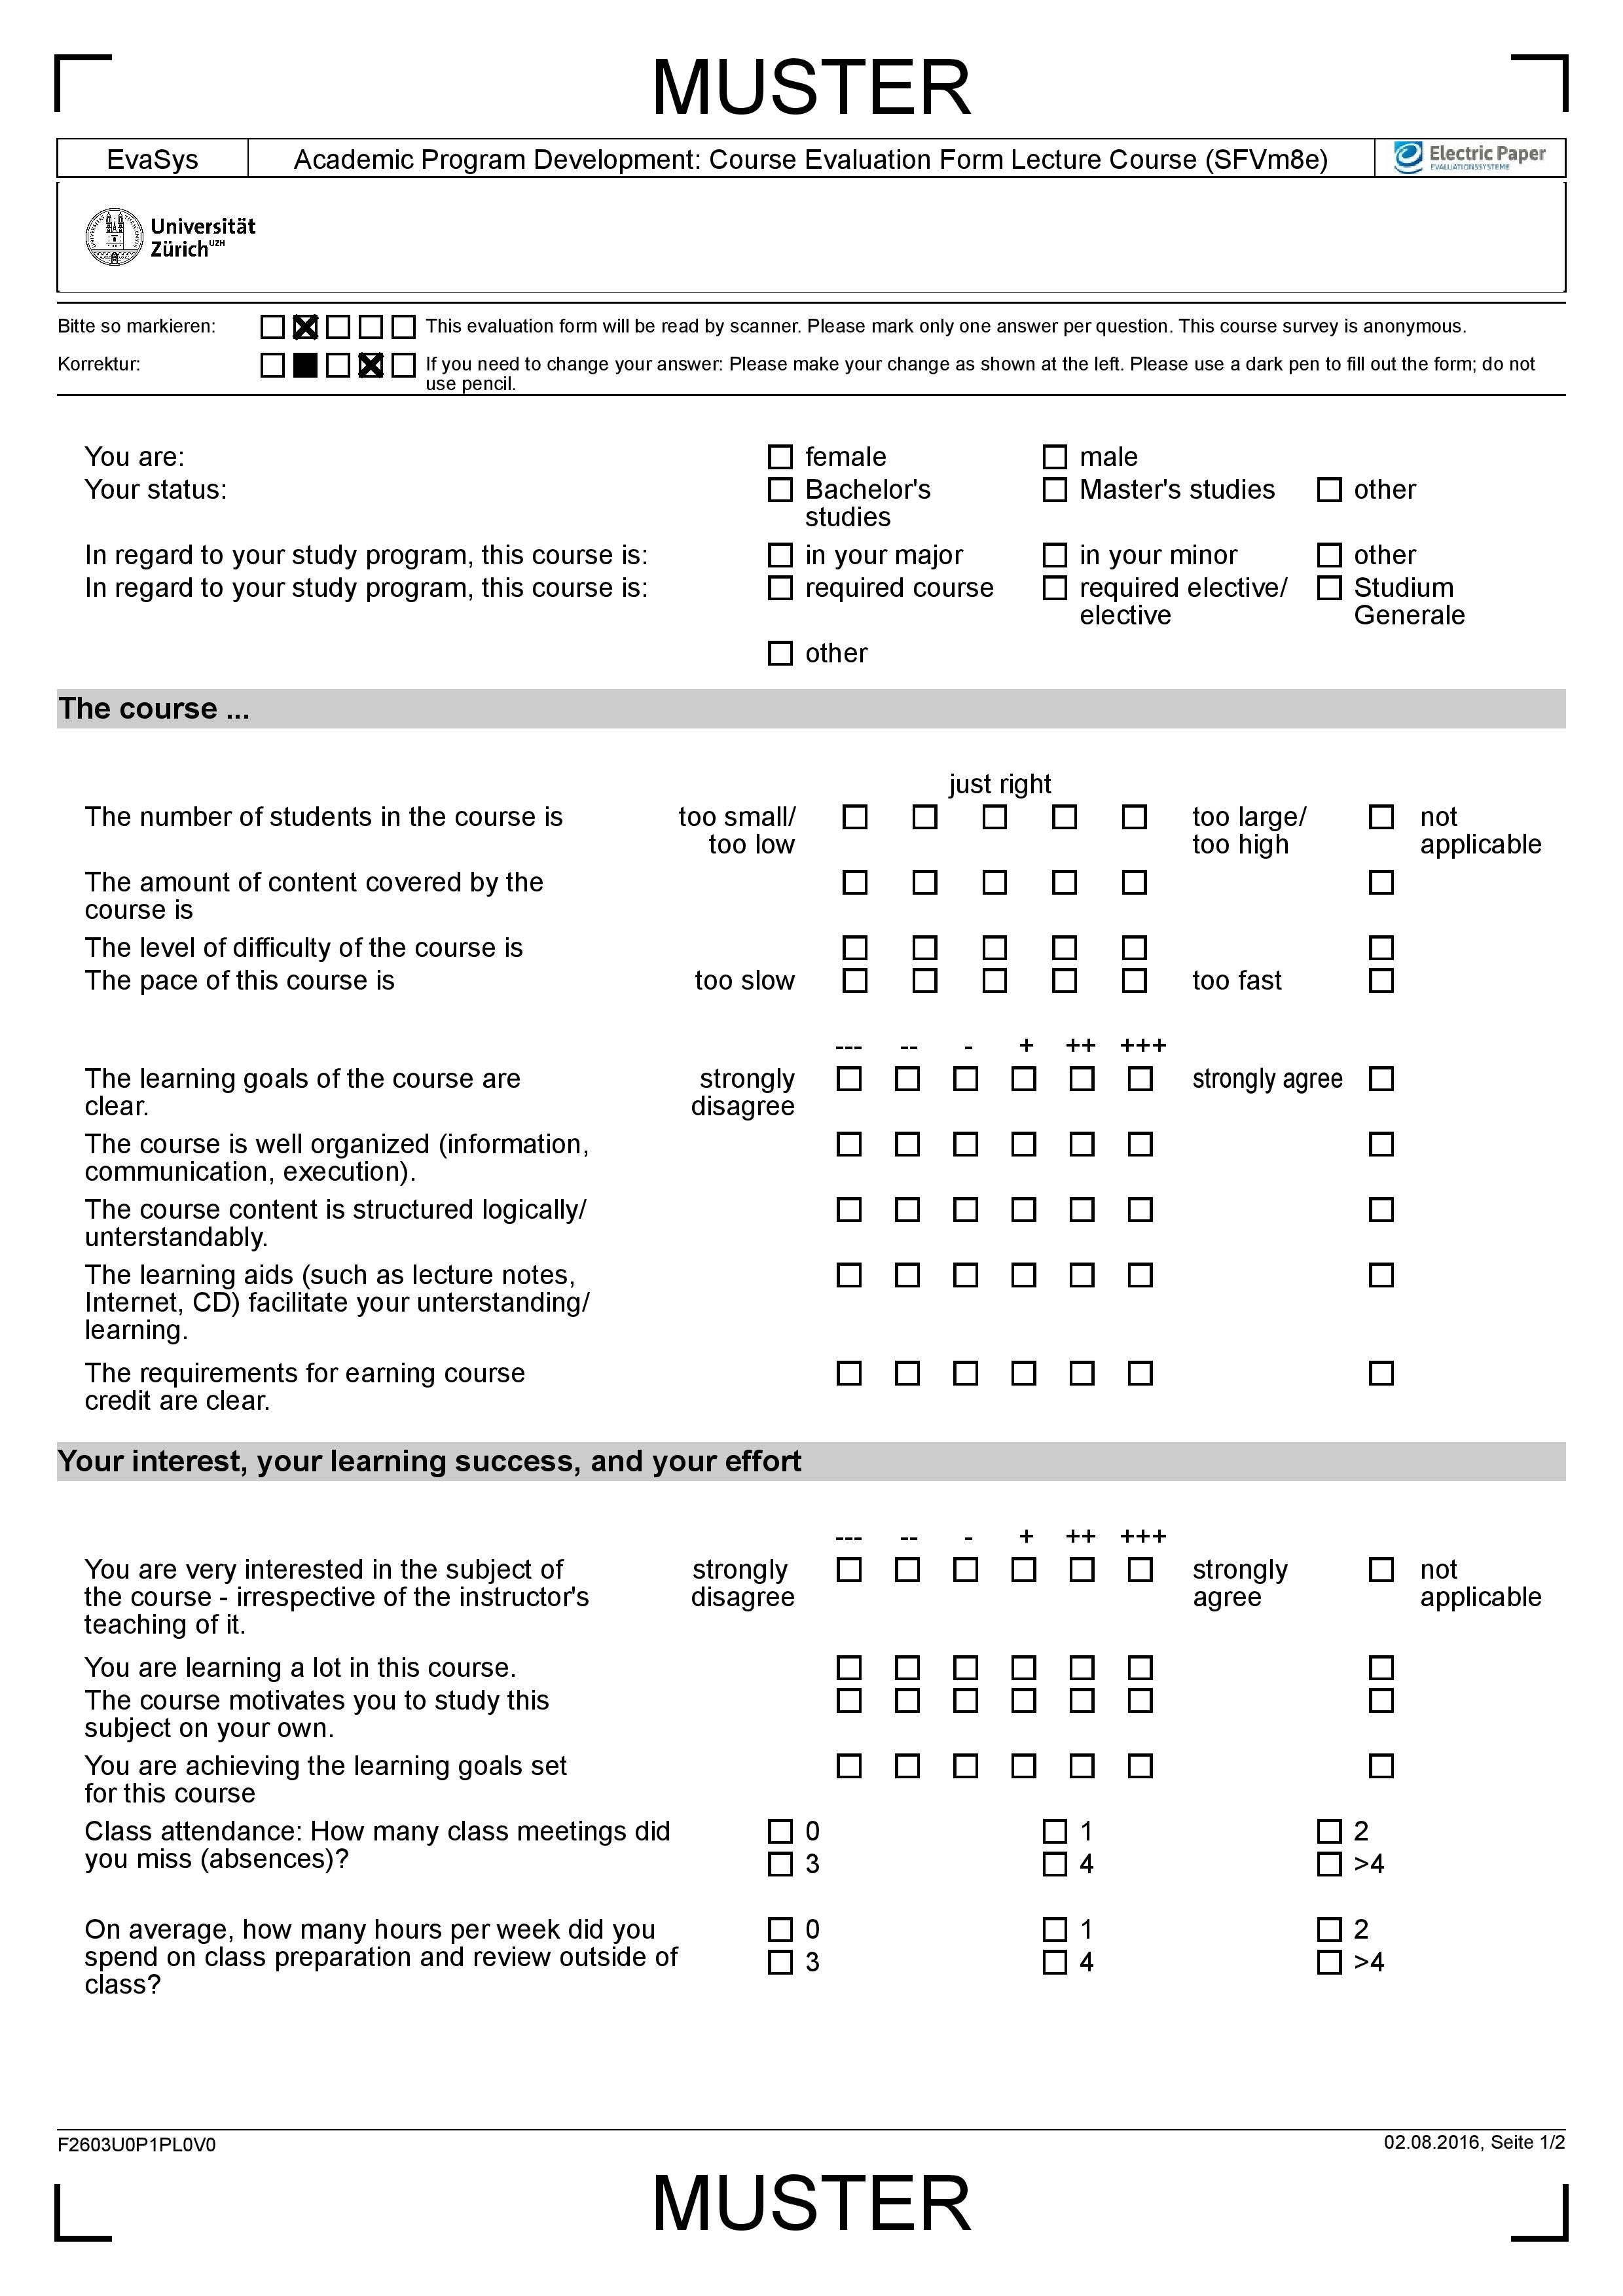 MUSTER
EvaSys Academic Program Development: Course Evaluation Form Lecture Course (SFVm8e) Electric Paper
EVALUATIONSSYSTEME
Universität
Zürich UZH
Bitte so markieren: This evaluation form will be read by scanner. Please mark only one answer per question. This course survey is anonymous.
Korrektur: If you need to change your answer: Please make your change as shown at the left. Please use a dark pen to fill out the form; do not
use pencil.
You are: female male
Your status: Bachelor's Master's studies other
studies
In regard to your study program, this course is: in your major in your minor other
In regard to your study program, this course is: required course required elective/ Studium
elective Generale
other
The course ...
just right
The number of students in the course is too small/ too large/ not
too low too high applicable
The amount of content covered by the
course is
The level of difficulty of the course is
The pace of this course is too slow too fast
--- -- - + ++ +++
The learning goals of the course are strongly strongly agree
clear. disagree
The course is well organized (information,
communication, execution).
The course content is structured logically/
unterstandably.
The learning aids (such as lecture notes,
Internet, CD) facilitate your unterstanding/
learning.
The requirements for earning course
credit are clear.
Your interest, your learning success, and your effort
--- -- - + ++ +++
You are very interested in the subject of strongly strongly not
the course - irrespective of the instructor's disagree agree applicable
teaching of it.
You are learning a lot in this course.
The course motivates you to study this
subject on your own.
You are achieving the learning goals set
for this course
Class attendance: How many class meetings did 0 1 2
you miss (absences)? 3 4 >4
On average, how many hours per week did you 0 1 2
spend on class preparation and review outside of 3 4 >4
class?
F2603U0P1PL0V0 02.08.2016, Seite 1/2
MUSTER